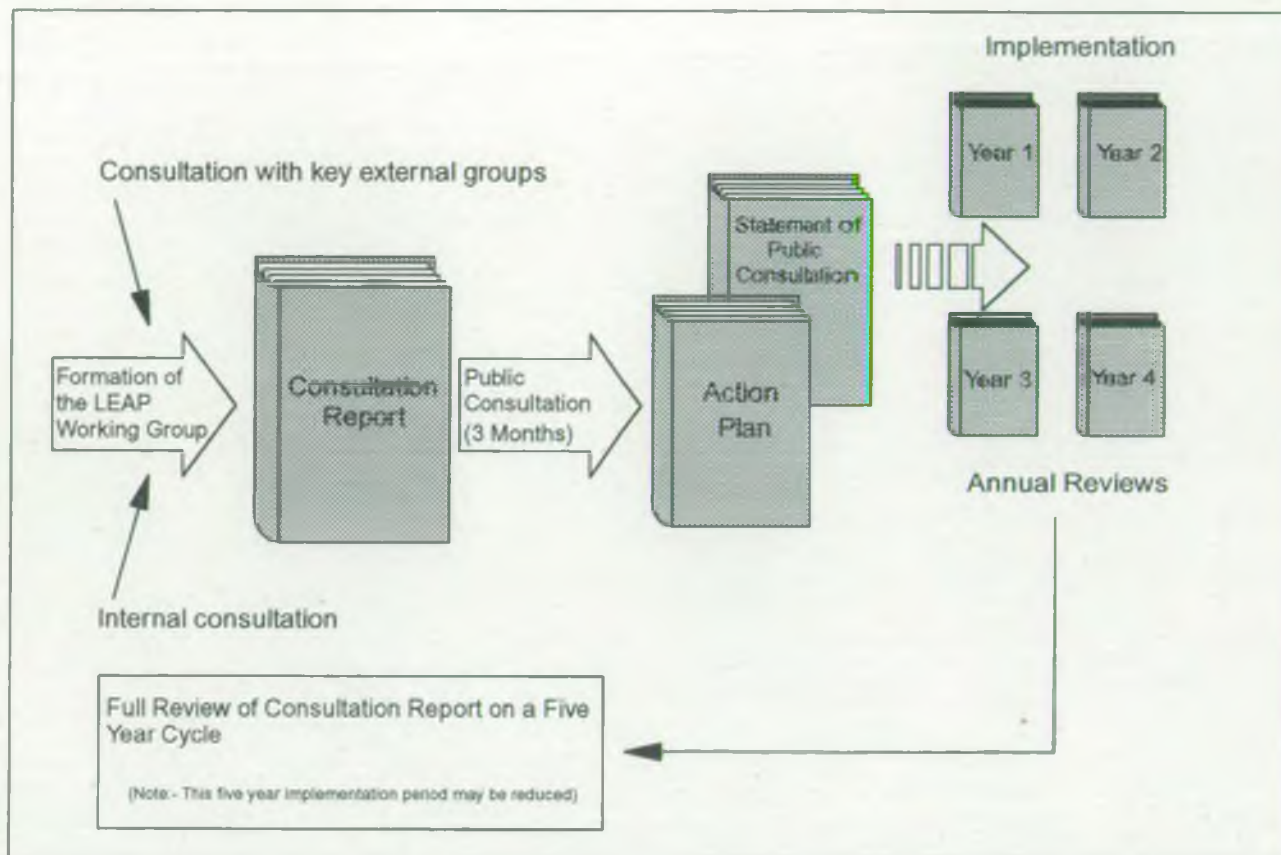 Implementation
Year 1
Year 2
Consultation with key external groups
Statement of
Public
Consultation
Formation of
the LEAP
Working Group
Consultation
Report
Public
Consultation
(3 Months)
Action
Plan
Year 3
Year 4
Annual Reviews
Internal consultation
Full Review of Consultation Report on a Five
Year Cycle
(Note:- This five year implementation period may be reduced)